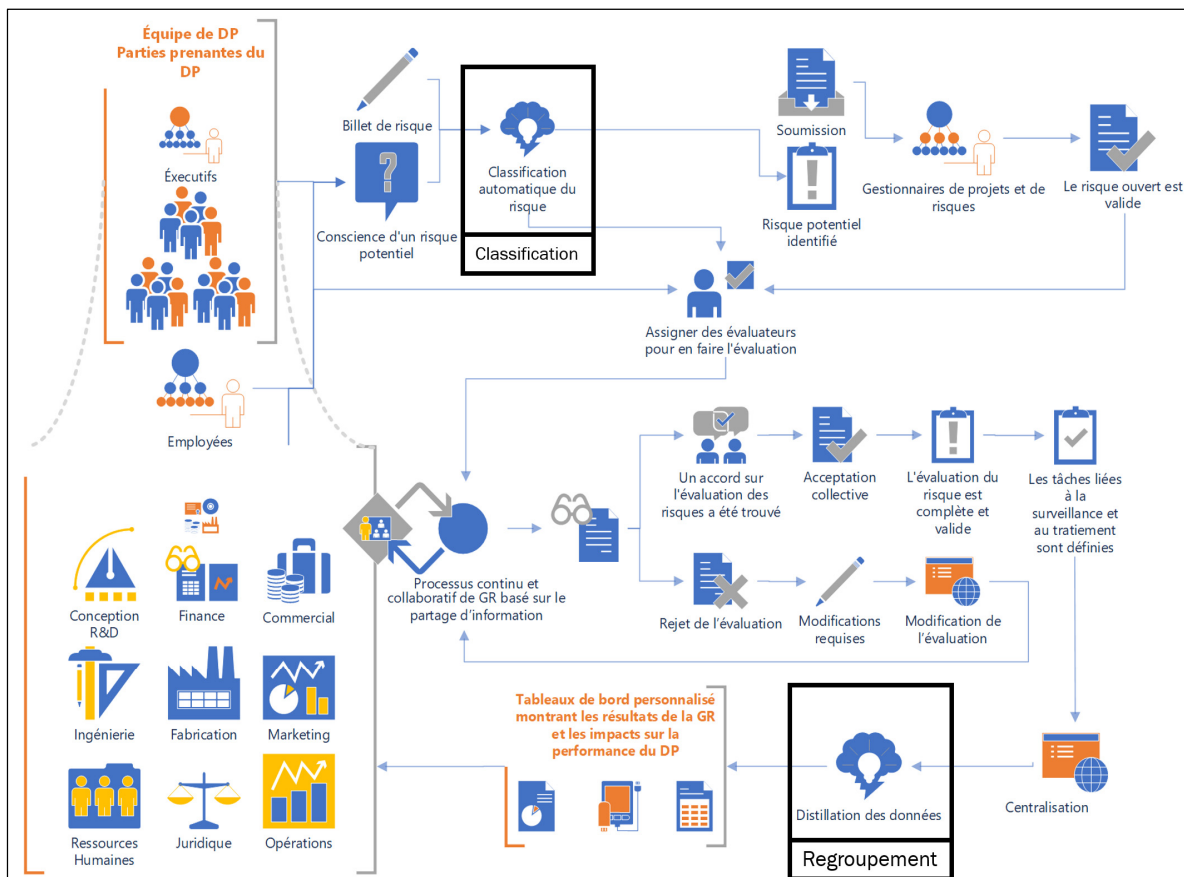 Équipe de DP
Parties prenantes du
DP
Éxecutifs
Employées
Billet de risque
Conscience d'un risque
potentiel
Classification
automatique du
risque
Classification
Soumission
Risque potentiel
identifié
Gestionnaires de projets et de
risques
Le risque ouvert est
valide
Assigner des évaluateurs
pour en faire l'évaluation
Processus continu et
collaboratif de GR basé sur le
partage d'information
Un accord sur
l'évaluation des
risques a été trouvé
Acceptation
collective
L'évaluation du
risque est
complète et
valide
Les tâches liées
à la
surveillance et
au tratiement
sont définies
Rejet de l'évaluation
Modifications
requises
Modification de
l'évaluation
Conception
R&D
Finance
Commercial
Ingénierie
Fabrication
Marketing
Ressources
Humaines
Juridique
Opérations
Tableaux de bord personnalisé
montrant les résultats de la GR
et les impacts sur la
performance du DP
Distillation des données
Regroupement
Centralisation